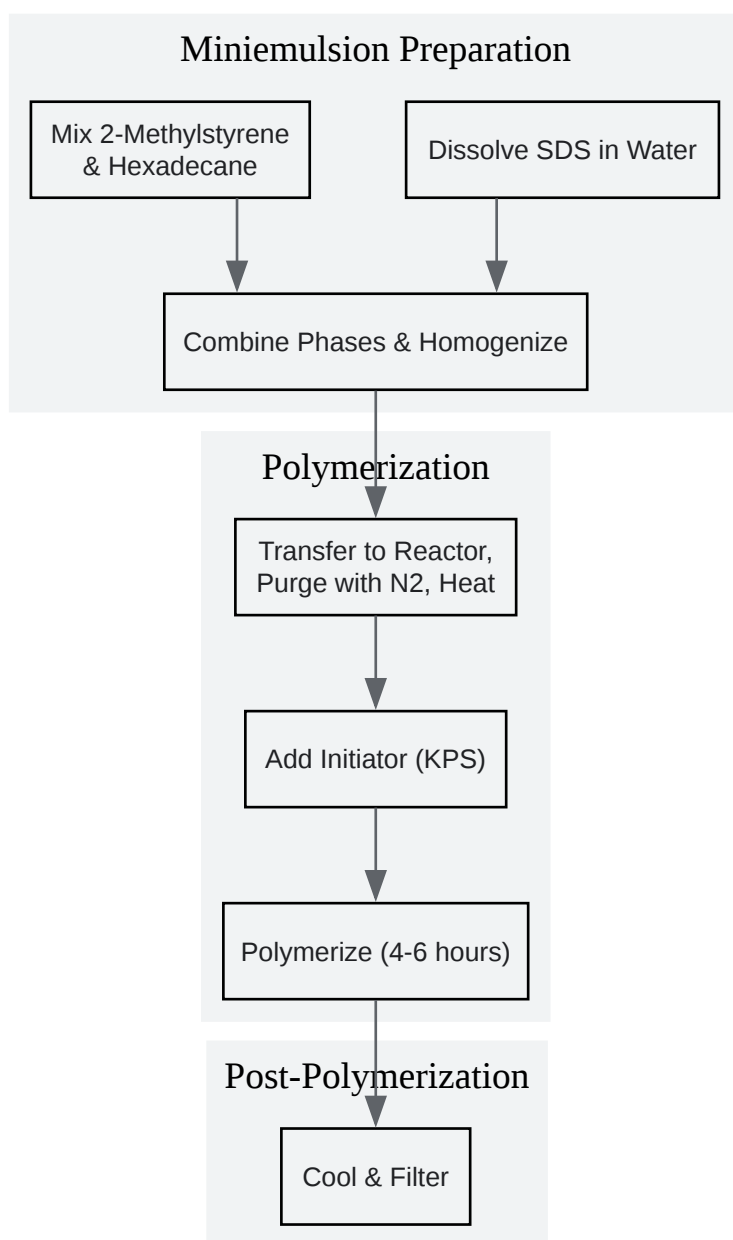 Miniemulsion Preparation
Mix 2-Methylstyrene
& Hexadecane
Dissolve SDS in Water
Combine Phases & Homogenize
Polymerization
Transfer to Reactor,
Purge with N2, Heat
Add Initiator (KPS)
Polymerize (4-6 hours)
Post-Polymerization
Cool & Filter